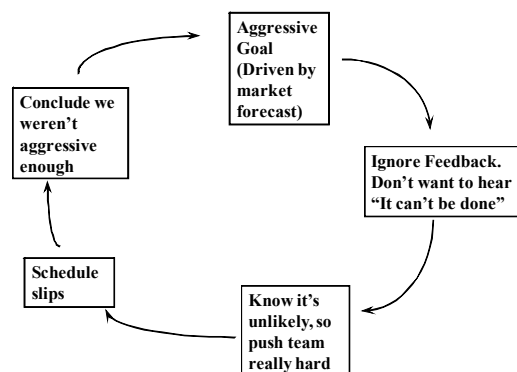 Aggressive
Goal
(Driven by
market
forecast)
Ignore Feedback.
Don’t want to hear
“It can’t be done”
Know it’s
unlikely, so
push team
really hard
Schedule
slips
Conclude we
weren’t
aggressive
enough